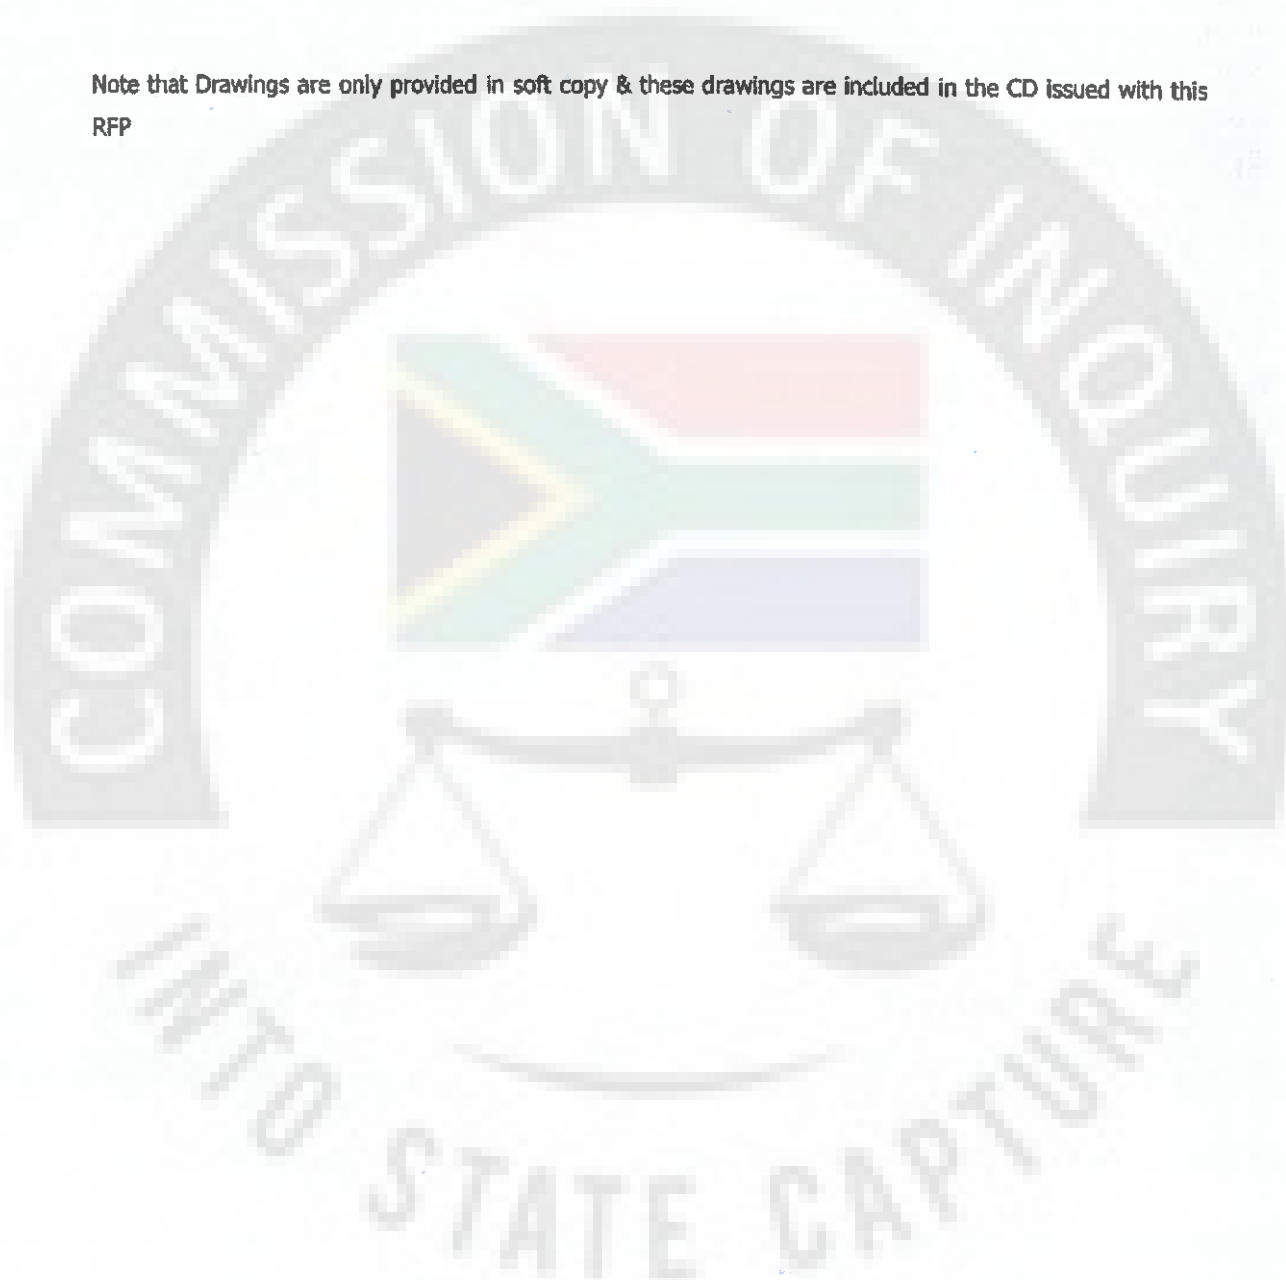 Note that Drawings are only provided in soft copy & these drawings are included in the CD issued with this
RFP
COMMISSION OF INQUIRY
INTO STATE CAPTURE